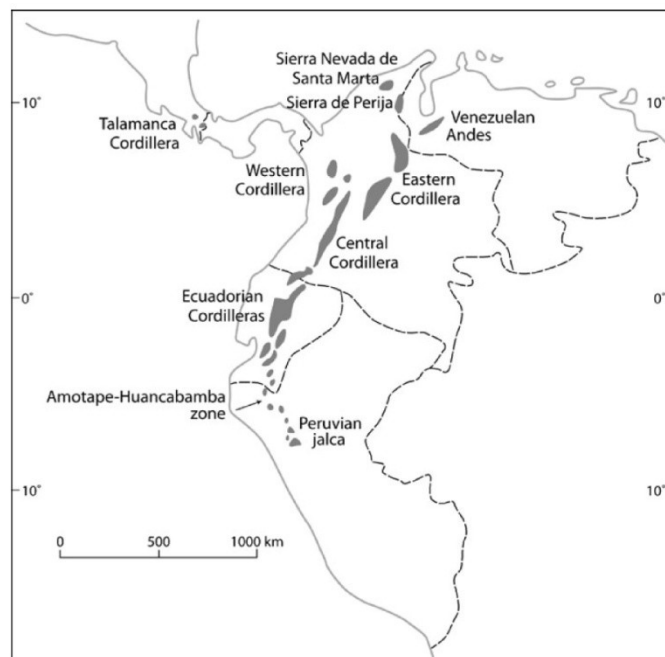 Sierra Nevada de
Santa Marta
10°
10°
Sierra de Perija
Venezuelan
Andes
Talamanca
Cordillera
Western
Cordillera
Eastern
Cordillera
Central
Cordillera
Ecuadorian
Cordilleras
0°
0°
Amotape-Huancabamba
zone
Peruvian
jalca
10°
10°
0 500 1000 km